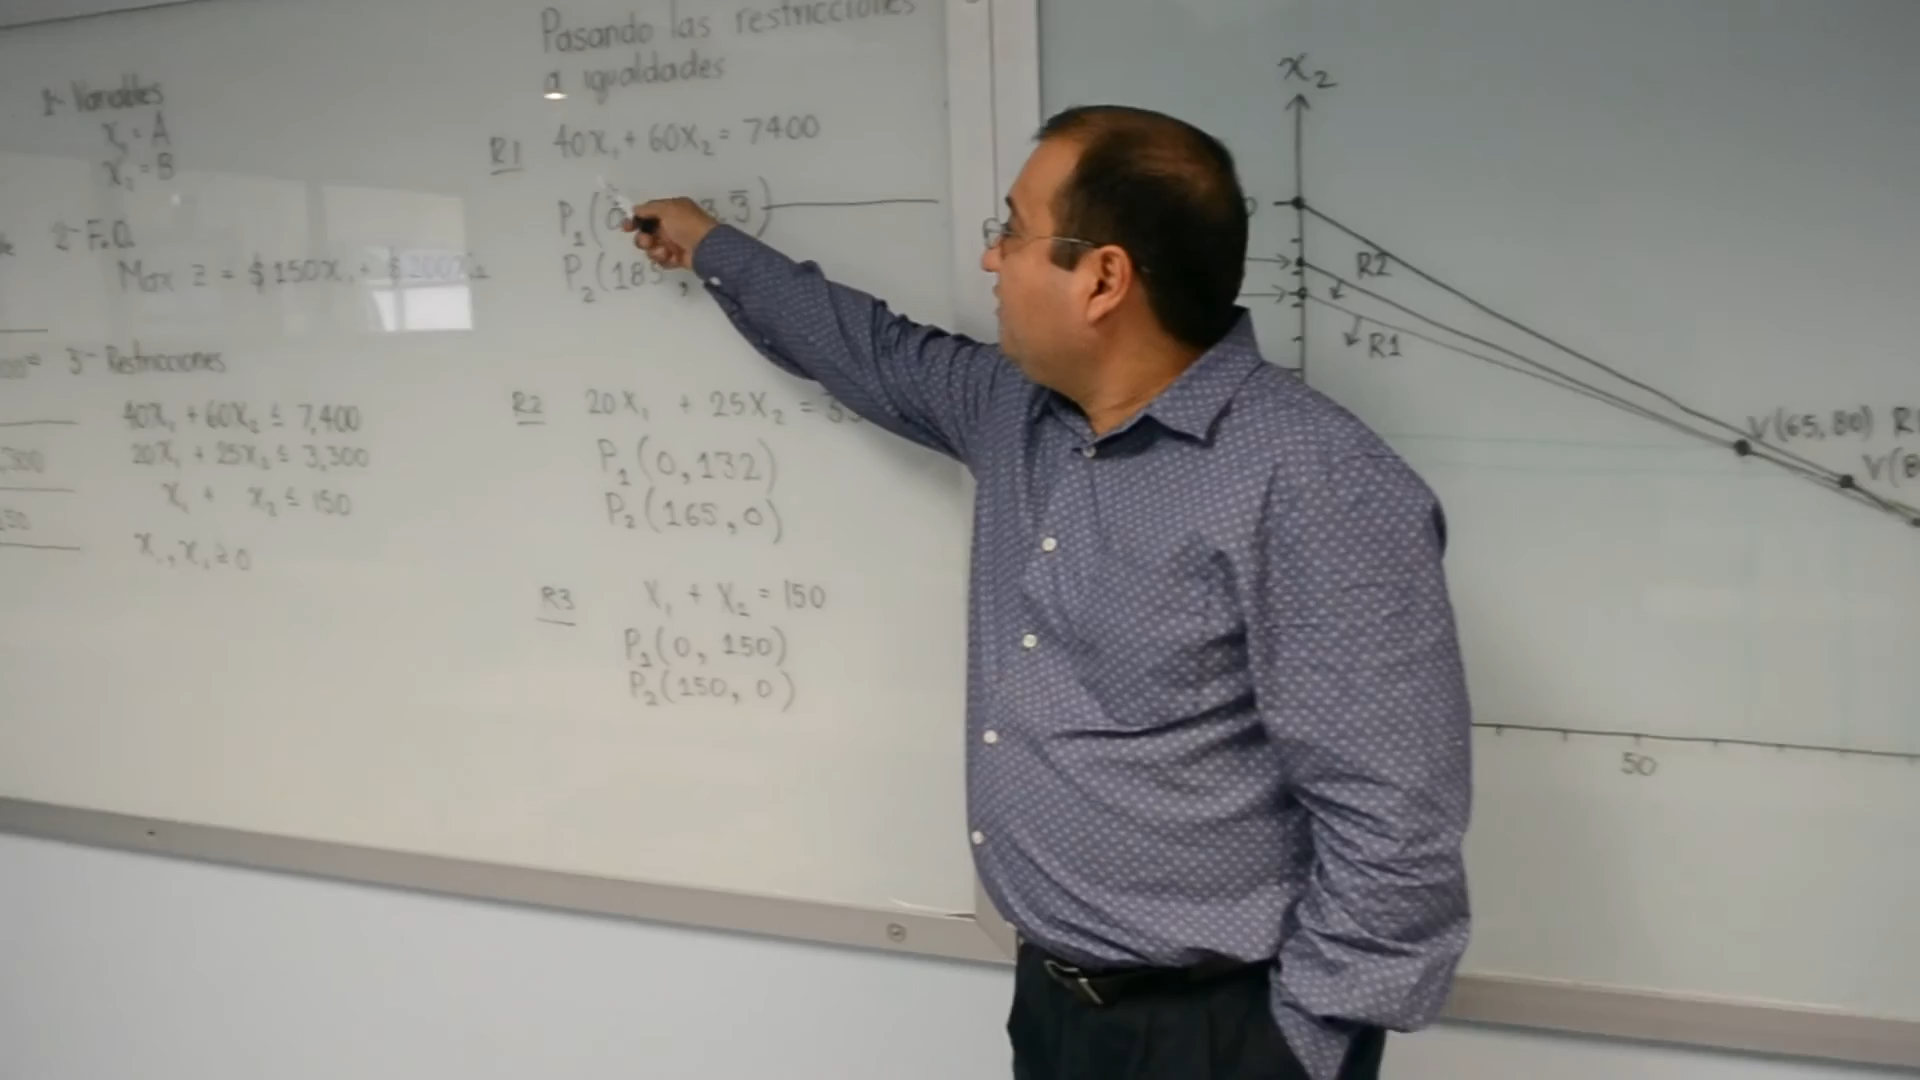 1- Variables
x₁ = A
x₂ = B
2- F.O.
Max Z = $150x₁ + $200x₂
3- Restricciones
40x₁ + 60x₂ ≤ 7,400
20x₁ + 25x₂ ≤ 3,300
x₁ + x₂ ≤ 150
x₁, x₂ ≥ 0
Pasando las restricciones
a igualdades
R1 40x₁ + 60x₂ = 7400
P₁(0 3.3̅)
P₂(185,
R2 20x₁ + 25x₂ = 33
P₁(0,132)
P₂(165,0)
R3 x₁ + x₂ = 150
P₁(0, 150)
P₂(150, 0)
x₂
R2
R1
V(65,80)
V(8
50